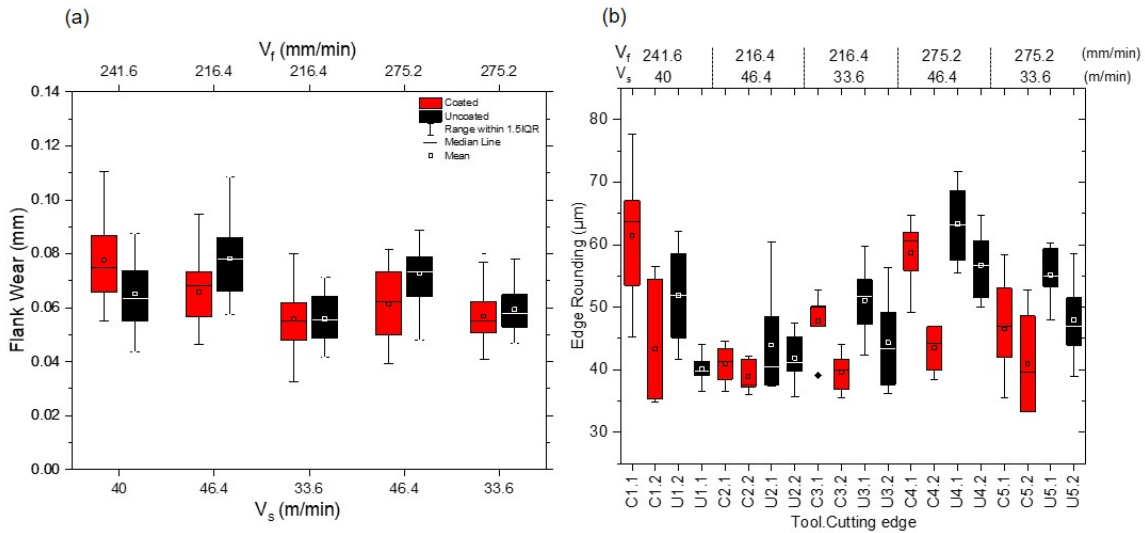 (a)
V_f (mm/min)
241.6 216.4 216.4 275.2 275.2
0.14
0.12
0.10
0.08
0.06
0.04
0.02
0.00
Flank Wear (mm)
Coated
Uncoated
Range within 1.5IQR
Median Line
Mean
40 46.4 33.6 46.4 33.6
V_s (m/min)
(b)
V_f 241.6 216.4 216.4 275.2 275.2 (mm/min)
V_s 40 46.4 33.6 46.4 33.6 (m/min)
80
70
60
50
40
30
Edge Rounding (µm)
C1.1 C1.2 U1.2 U1.1 C2.1 C2.2 U2.1 U2.2 C3.1 C3.2 U3.1 U3.2 C4.1 C4.2 U4.1 U4.2 C5.1 C5.2 U5.1 U5.2
Tool.Cutting edge